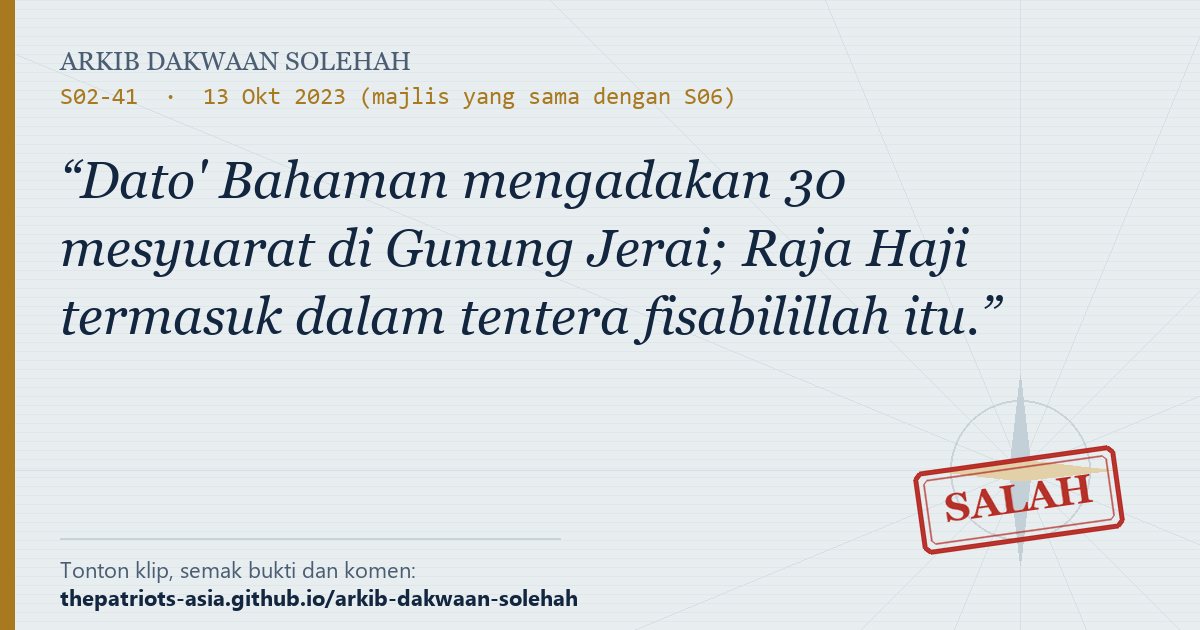 ARKIB DAKWAAN SOLEHAH
S02-41 · 13 Okt 2023 (majlis yang sama dengan S06)
“Dato' Bahaman mengadakan 30
mesyuarat di Gunung Jerai; Raja Haji
termasuk dalam tentera fisabilillah itu.”
SALAH
Tonton klip, semak bukti dan komen:
thepatriots-asia.github.io/arkib-dakwaan-solehah